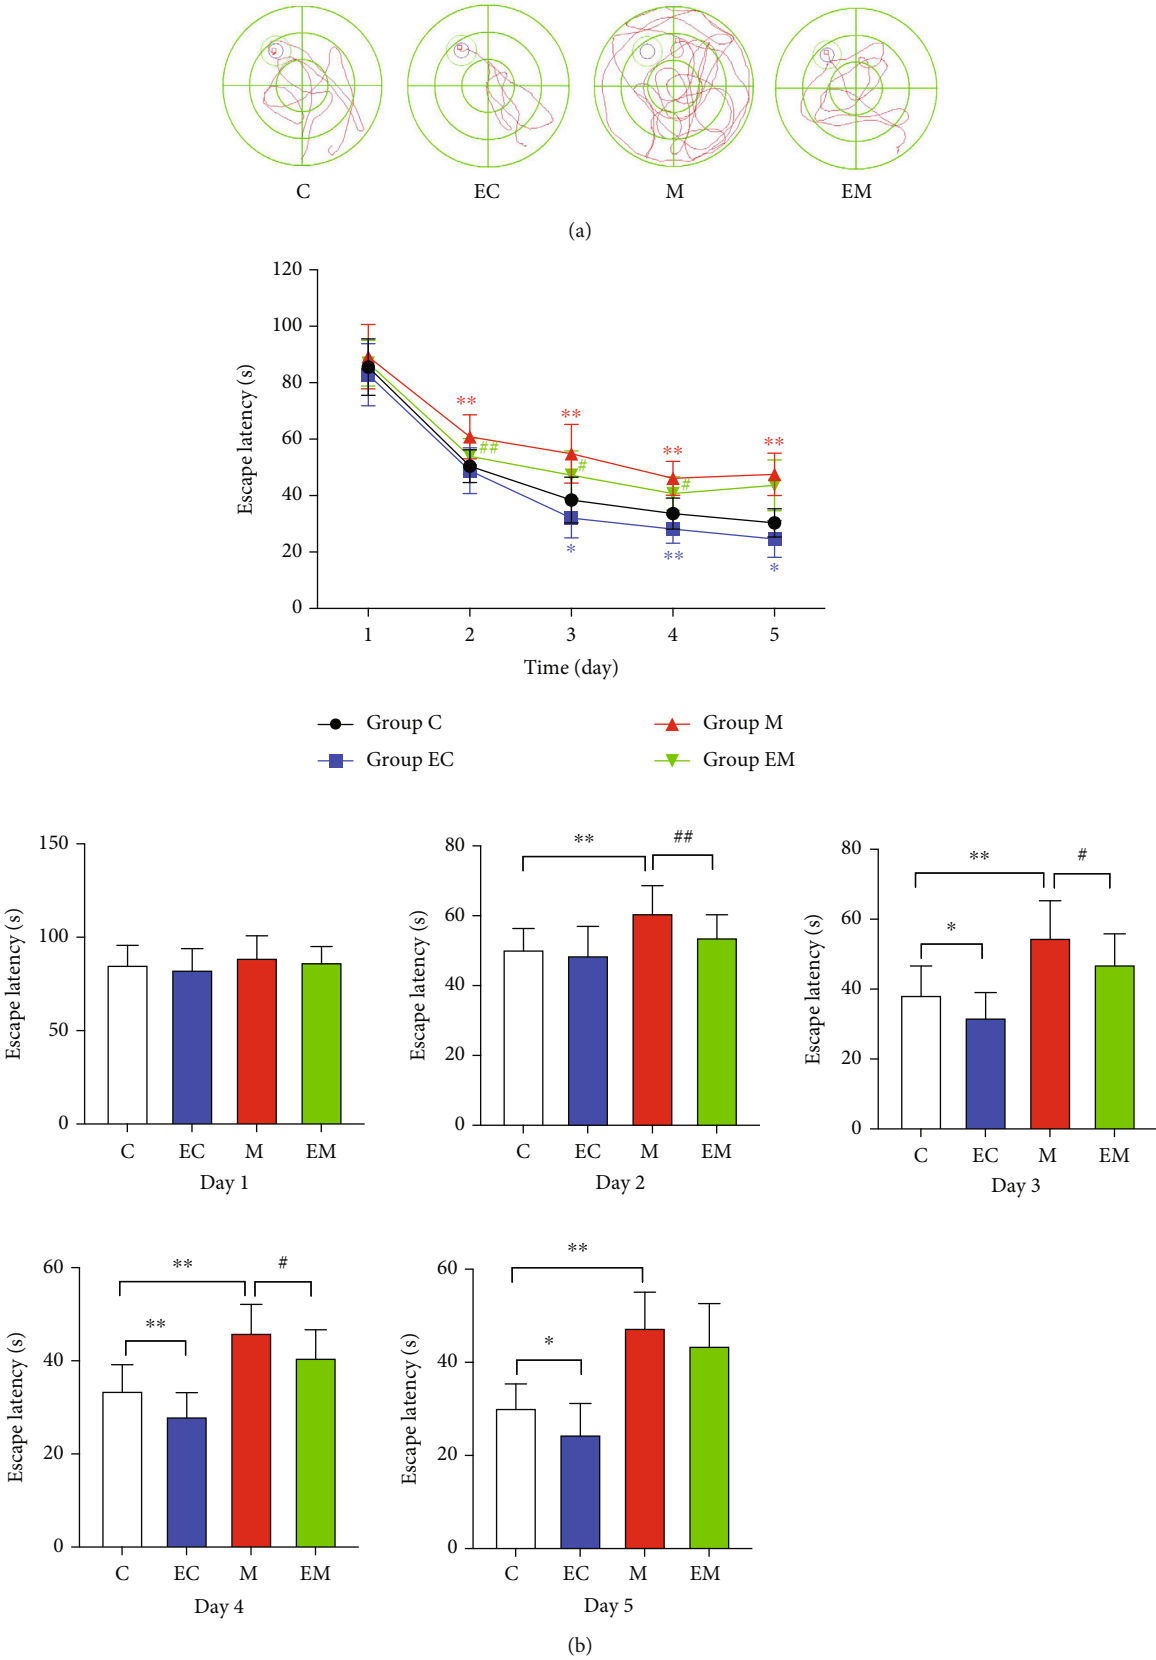 C EC M EM
(a)
120
100
80
60
40
20
0
Escape latency (s)
** ** ** **
## # #
* ** *
1 2 3 4 5
Time (day)
Group C Group M
Group EC Group EM
150
100
50
0
Escape latency (s)
C EC M EM
Day 1
80
60
40
20
0
Escape latency (s)
** ##
C EC M EM
Day 2
80
60
40
20
0
Escape latency (s)
** #
*
C EC M EM
Day 3
60
40
20
0
Escape latency (s)
** #
**
C EC M EM
Day 4
60
40
20
0
Escape latency (s)
**
*
C EC M EM
Day 5
(b)